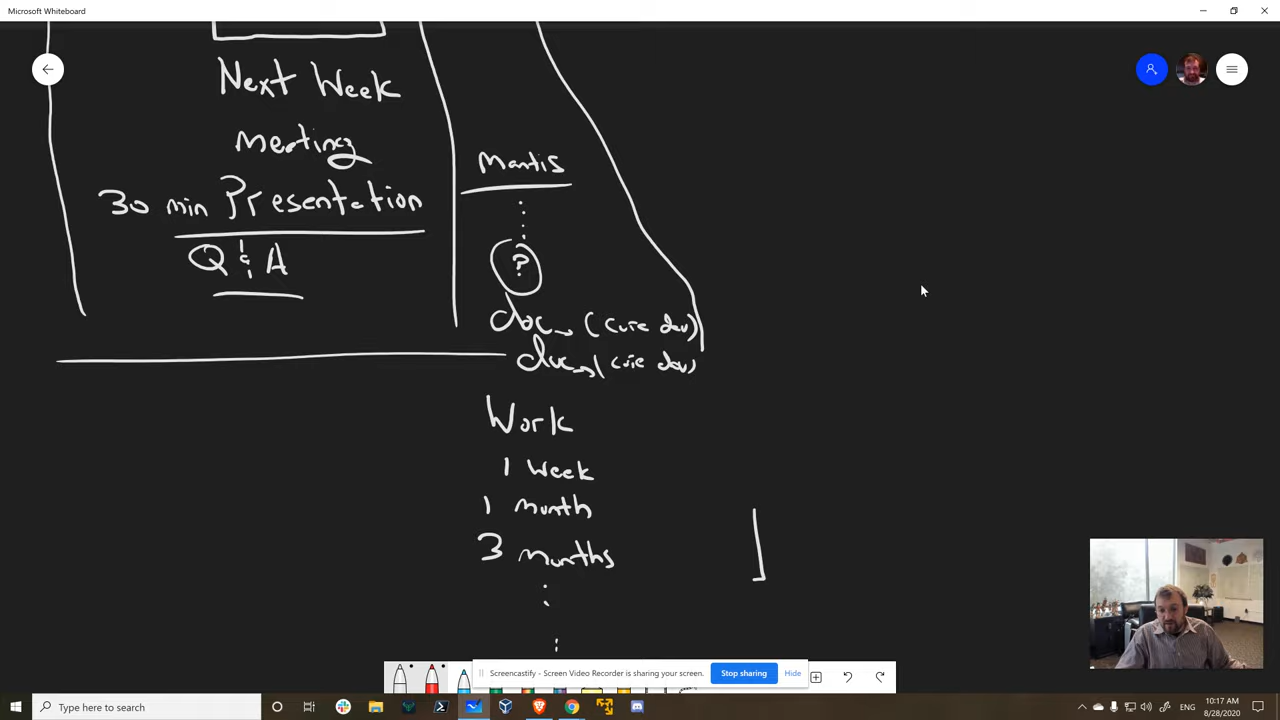 Microsoft Whiteboard
Next Week
Meeting
30 min Presentation
Q & A
Mantis
?
doc → (core dev)
doc → (core dev)
Work
1 week
1 month
3 months
Screencastify - Screen Video Recorder is sharing your screen.
Stop sharing
Hide
Type here to search
ENG
10:17 AM
8/28/2020